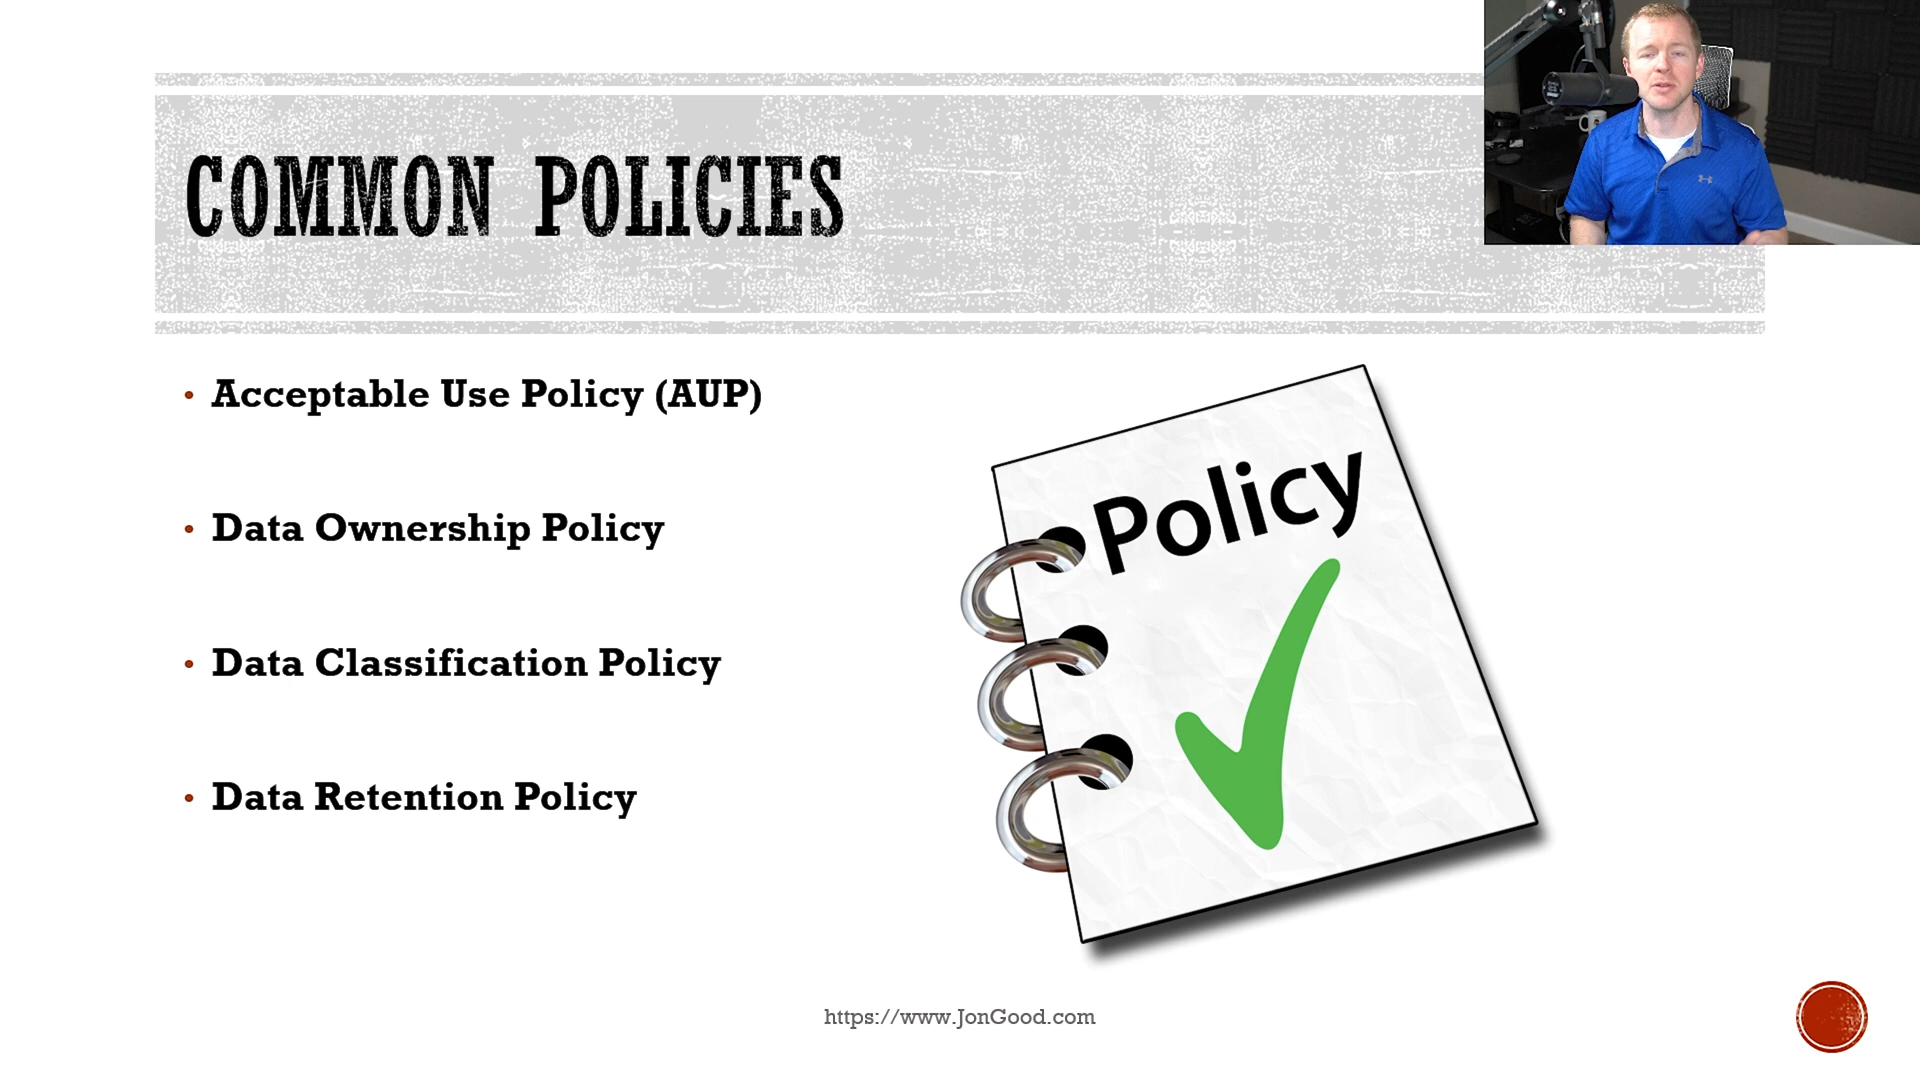 COMMON POLICIES
• Acceptable Use Policy (AUP)
• Data Ownership Policy
• Data Classification Policy
• Data Retention Policy
Policy
https://www.JonGood.com